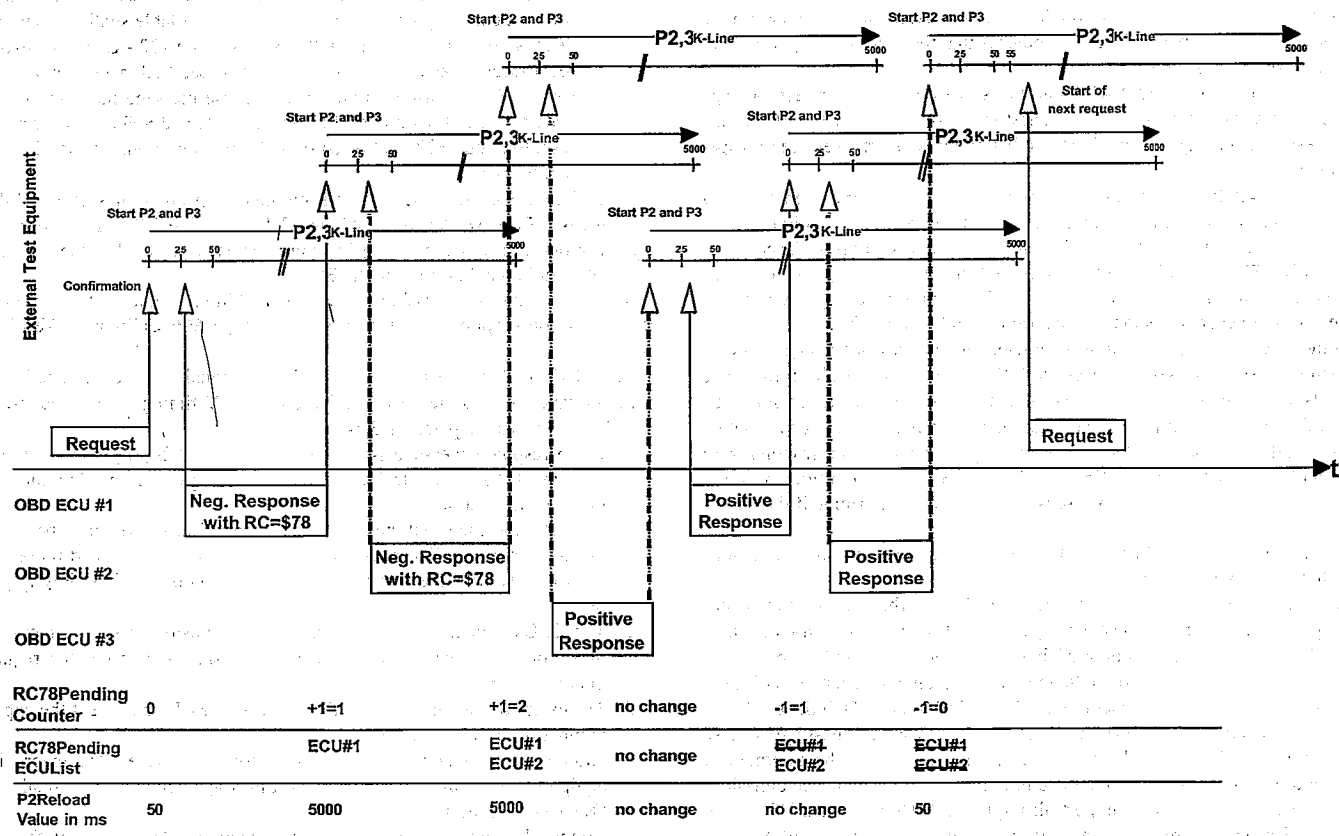 Start P2 and P3
Start P2 and P3
P2,3K-Line
P2,3K-Line
0 25 50 5000
0 25 50 55 5000
Start of
next request
Start P2 and P3
Start P2 and P3
P2,3K-Line
P2,3K-Line
0 25 50 5000
0 25 50 5000
External Test Equipment
Start P2 and P3
Start P2 and P3
P2,3K-Line
P2,3K-Line
0 25 50 5000
0 25 50 5000
Confirmation
Request
Request
t
OBD ECU #1
Neg. Response
with RC=$78
Positive
Response
OBD ECU #2
Neg. Response
with RC=$78
Positive
Response
OBD ECU #3
Positive
Response
RC78Pending
Counter 0 +1=1 +1=2 no change -1=1 -1=0
RC78Pending
ECUList
ECU#1
ECU#1
ECU#2
no change
ECU#1
ECU#2
ECU#1
ECU#2
P2Reload
Value in ms
50 5000 5000 no change no change 50